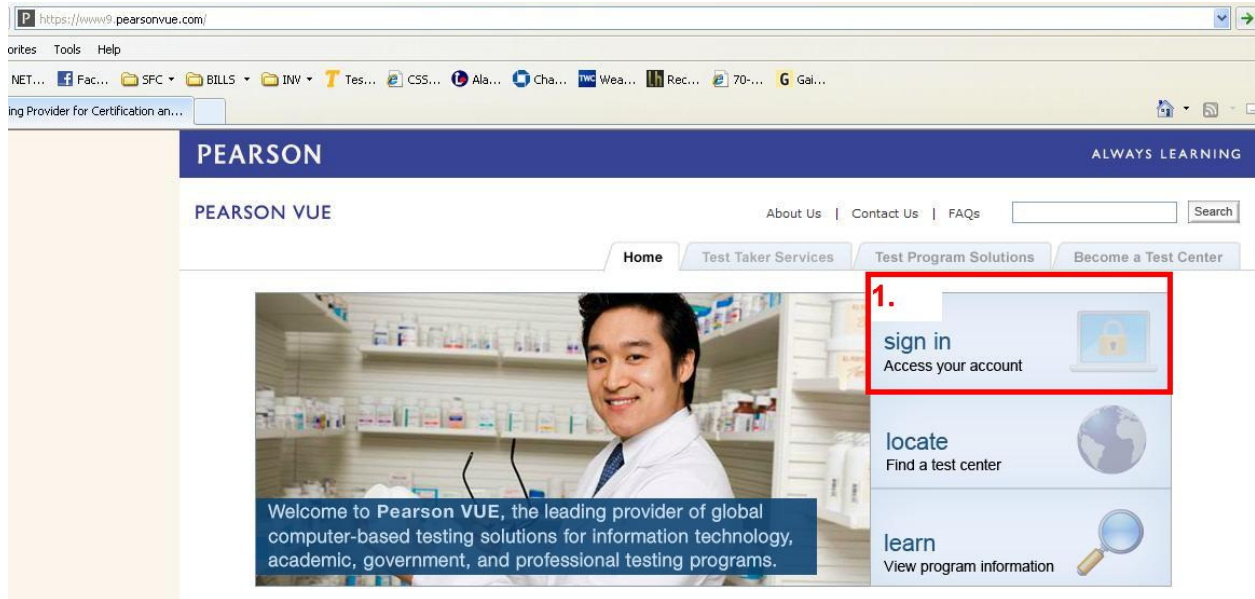 P https://www9.pearsonvue.com/
orites Tools Help
NET... Fac... SFC BILLS INV Tes... CSS... Ala... Cha... TWC Wea... lh Rec... 70-... G Gai...
ing Provider for Certification an...
PEARSON ALWAYS LEARNING
PEARSON VUE About Us | Contact Us | FAQs Search
Home Test Taker Services Test Program Solutions Become a Test Center
1.
sign in
Access your account
locate
Find a test center
Welcome to Pearson VUE, the leading provider of global
computer-based testing solutions for information technology,
academic, government, and professional testing programs.
learn
View program information